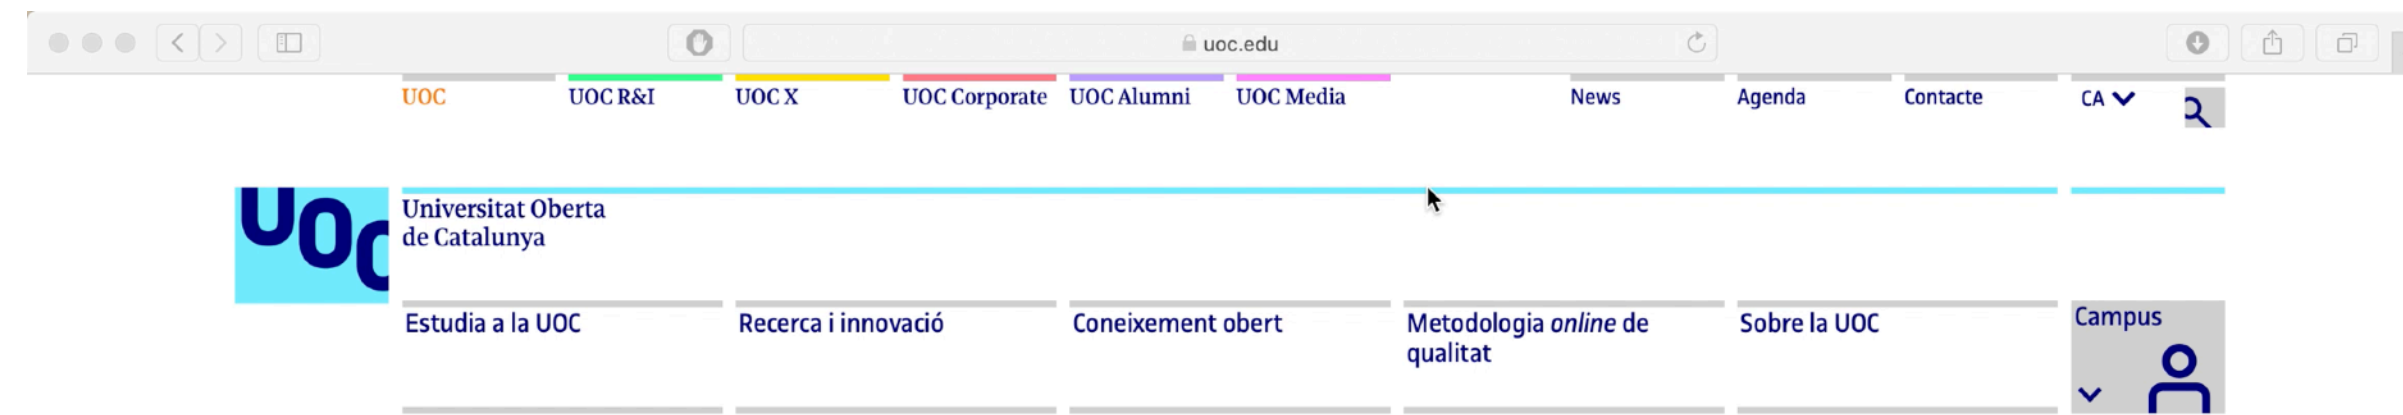 uoc.edu
UOC
UOC R&I
UOC X
UOC Corporate
UOC Alumni
UOC Media
News
Agenda
Contacte
CA
UOC
Universitat Oberta
de Catalunya
Estudia a la UOC
Recerca i innovació
Coneixement obert
Metodologia online de
qualitat
Sobre la UOC
Campus